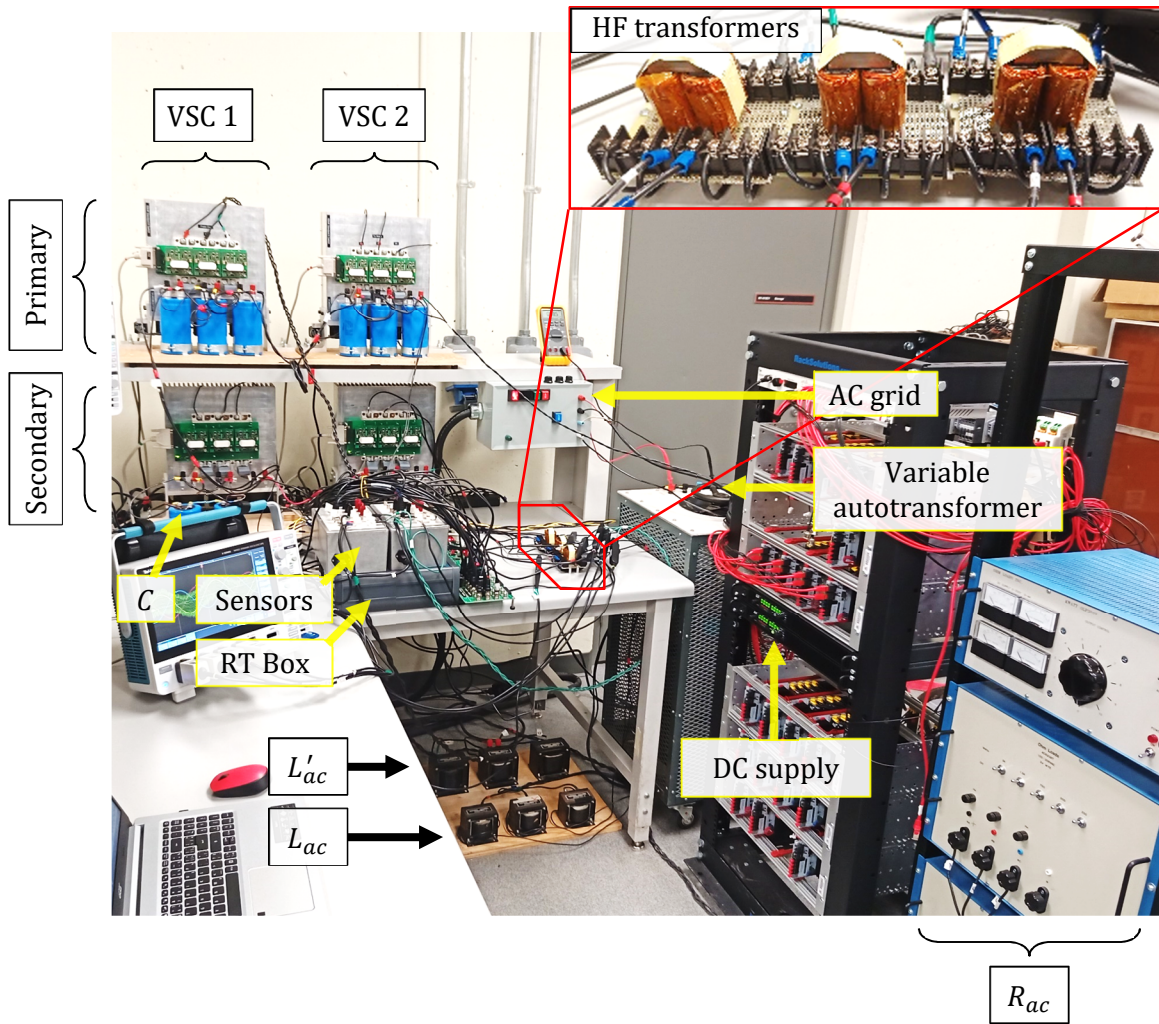 HF transformers
VSC 1
VSC 2
Primary
Secondary
AC grid
Variable
autotransformer
C
Sensors
RT Box
DC supply
L'ac
Lac
Rac